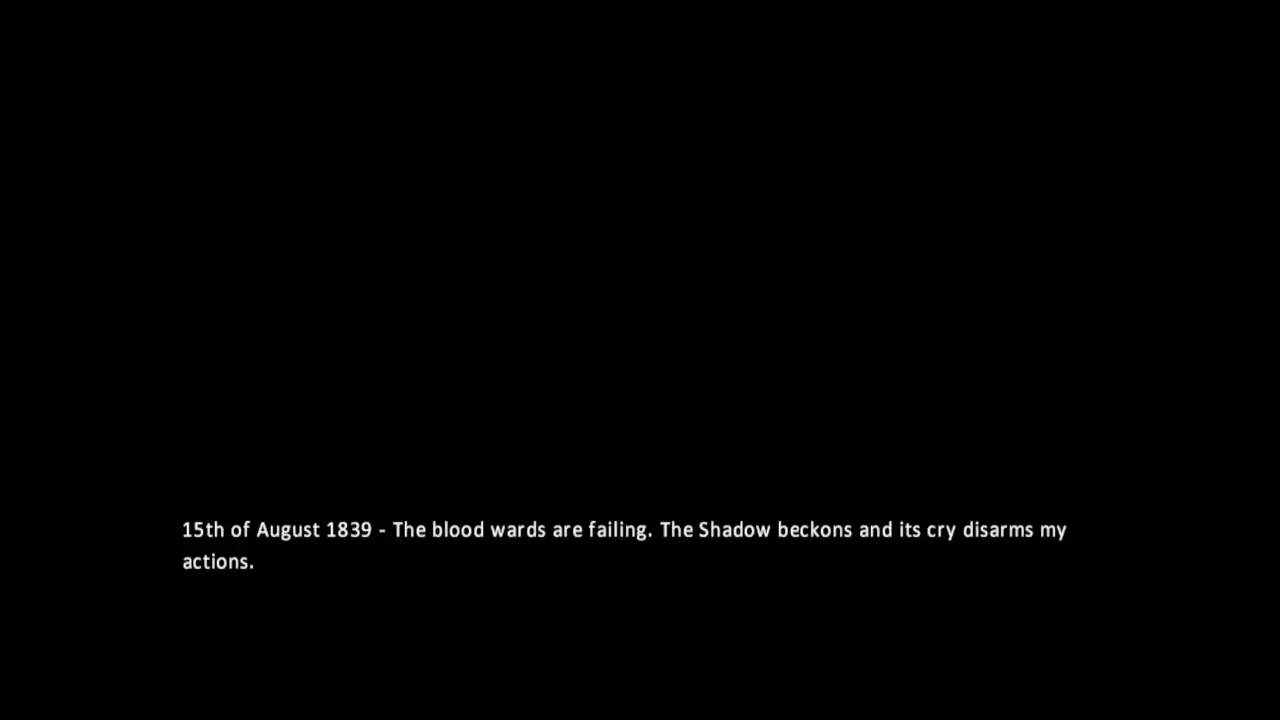 15th of August 1839 - The blood wards are failing. The Shadow beckons and its cry disarms my
actions.